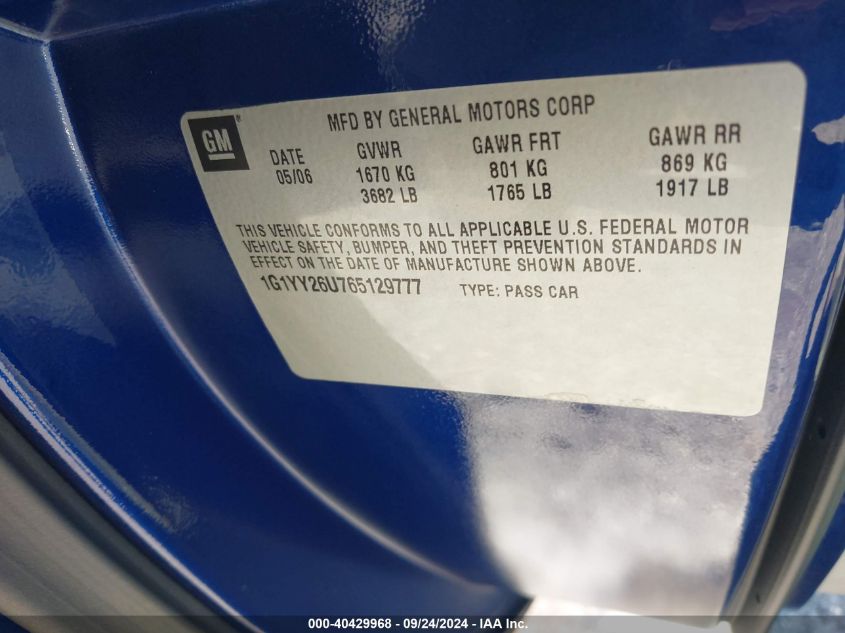 MFD BY GENERAL MOTORS CORP
GM®
DATE GVWR GAWR FRT GAWR RR
05/06 1670 KG 801 KG 869 KG
3682 LB 1765 LB 1917 LB
THIS VEHICLE CONFORMS TO ALL APPLICABLE U.S. FEDERAL MOTOR
VEHICLE SAFETY, BUMPER, AND THEFT PREVENTION STANDARDS IN
EFFECT ON THE DATE OF MANUFACTURE SHOWN ABOVE.
1G1YY26U765129777 TYPE: PASS CAR
000-40429968 - 09/24/2024 - IAA Inc.